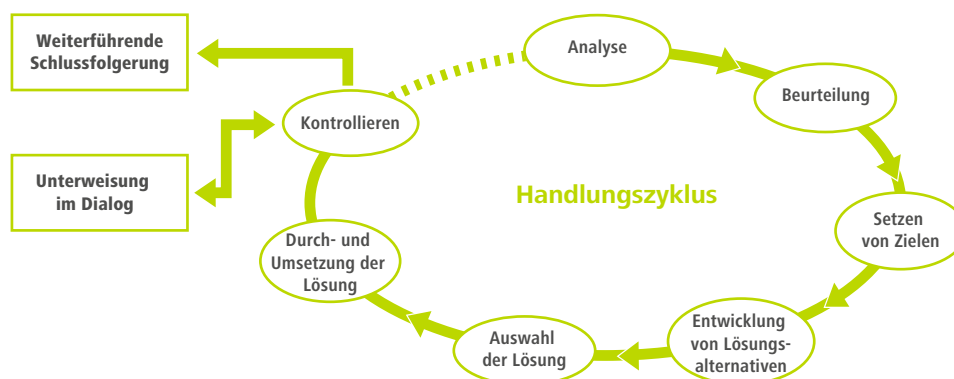 Weiterführende
Schlussfolgerung
Analyse
Beurteilung
Kontrollieren
Unterweisung
im Dialog
Handlungszyklus
Setzen
von Zielen
Durch- und
Umsetzung der
Lösung
Entwicklung
von Lösungs-
alternativen
Auswahl
der Lösung